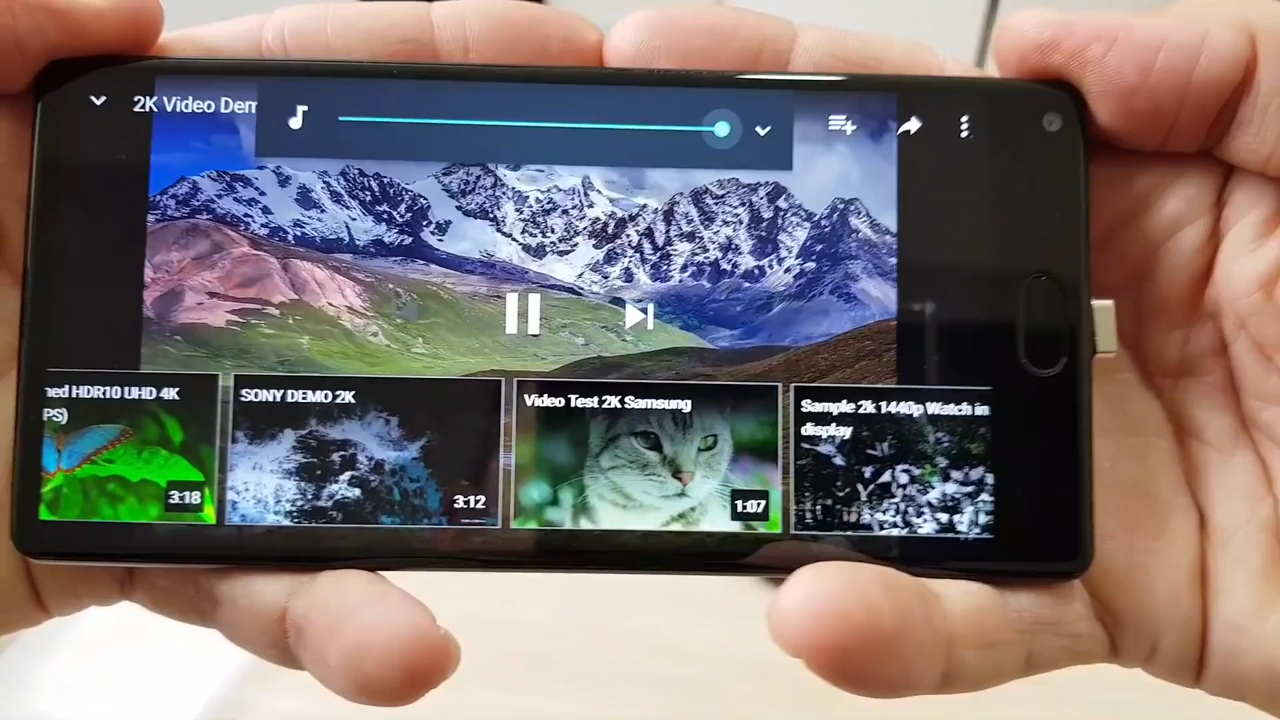 2K Video Dem
ned HDR10 UHD 4K
PS)
3:18
SONY DEMO 2K
3:12
Video Test 2K Samsung
1:07
Sample 2k 1440p Watch in
display